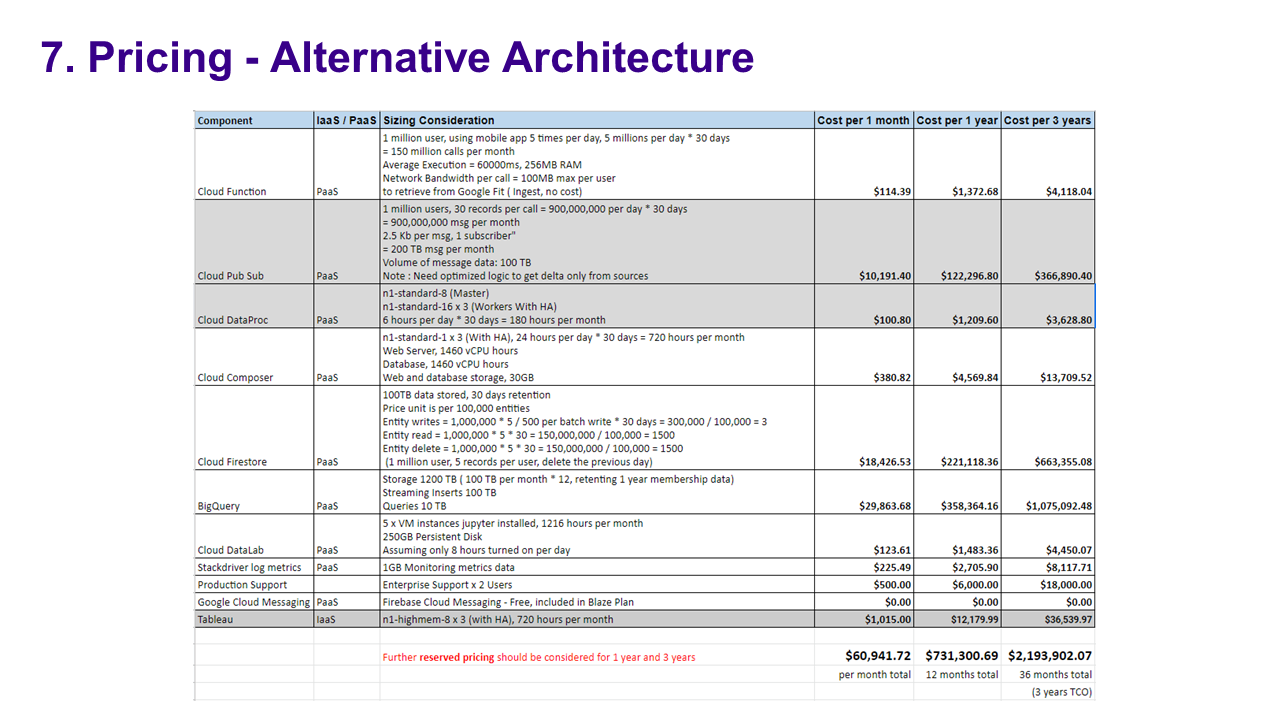 7. Pricing - Alternative Architecture
Component IaaS / PaaS Sizing Consideration Cost per 1 month Cost per 1 year Cost per 3 years
1 million user, using mobile app 5 times per day, 5 millions per day * 30 days
= 150 million calls per month
Average Execution = 60000ms, 256MB RAM
Network Bandwidth per call = 100MB max per user
Cloud Function PaaS to retrieve from Google Fit ( Ingest, no cost) $114.39 $1,372.68 $4,118.04
1 million users, 30 records per call = 900,000,000 per day * 30 days
= 900,000,000 msg per month
2.5 Kb per msg, 1 subscriber"
= 200 TB msg per month
Volume of message data: 100 TB
Cloud Pub Sub PaaS Note : Need optimized logic to get delta only from sources $10,191.40 $122,296.80 $366,890.40
n1-standard-8 (Master)
n1-standard-16 x 3 (Workers With HA)
Cloud DataProc PaaS 6 hours per day * 30 days = 180 hours per month $100.80 $1,209.60 $3,628.80
n1-standard-1 x 3 (With HA), 24 hours per day * 30 days = 720 hours per month
Web Server, 1460 vCPU hours
Database, 1460 vCPU hours
Cloud Composer PaaS Web and database storage, 30GB $380.82 $4,569.84 $13,709.52
100TB data stored, 30 days retention
Price unit is per 100,000 entities
Entity writes = 1,000,000 * 5 / 500 per batch write * 30 days = 300,000 / 100,000 = 3
Entity read = 1,000,000 * 5 * 30 = 150,000,000 / 100,000 = 1500
Entity delete = 1,000,000 * 5 * 30 = 150,000,000 / 100,000 = 1500
Cloud Firestore PaaS (1 million user, 5 records per user, delete the previous day) $18,426.53 $221,118.36 $663,355.08
Storage 1200 TB ( 100 TB per month * 12, retenting 1 year membership data)
Streaming Inserts 100 TB
BigQuery PaaS Queries 10 TB $29,863.68 $358,364.16 $1,075,092.48
5 x VM instances jupyter installed, 1216 hours per month
250GB Persistent Disk
Cloud DataLab PaaS Assuming only 8 hours turned on per day $123.61 $1,483.36 $4,450.07
Stackdriver log metrics PaaS 1GB Monitoring metrics data $225.49 $2,705.90 $8,117.71
Production Support Enterprise Support x 2 Users $500.00 $6,000.00 $18,000.00
Google Cloud Messaging PaaS Firebase Cloud Messaging - Free, included in Blaze Plan $0.00 $0.00 $0.00
Tableau IaaS n1-highmem-8 x 3 (with HA), 720 hours per month $1,015.00 $12,179.99 $36,539.97
Further reserved pricing should be considered for 1 year and 3 years $60,941.72 $731,300.69 $2,193,902.07
per month total 12 months total 36 months total
(3 years TCO)